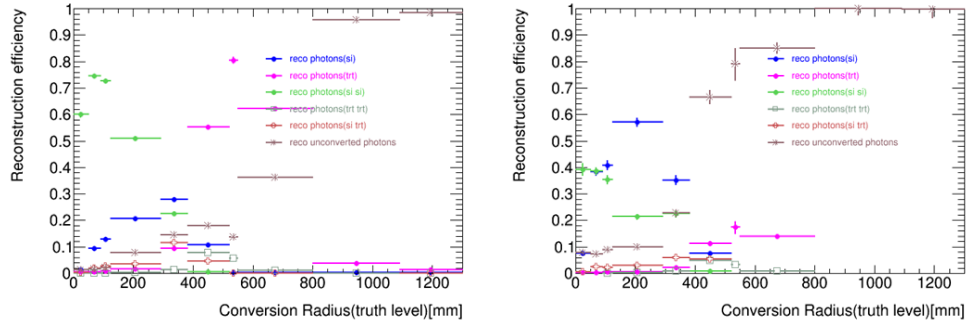 Reconstruction efficiency
1
0.9
0.8
0.7
0.6
0.5
0.4
0.3
0.2
0.1
0
reco photons(si)
reco photons(trt)
reco photons(si si)
reco photons(trt trt)
reco photons(si trt)
reco unconverted photons
0 200 400 600 800 1000 1200
Conversion Radius(truth level)[mm]
Reconstruction efficiency
1
0.9
0.8
0.7
0.6
0.5
0.4
0.3
0.2
0.1
0
reco photons(si)
reco photons(trt)
reco photons(si si)
reco photons(trt trt)
reco photons(si trt)
reco unconverted photons
0 200 400 600 800 1000 1200
Conversion Radius(truth level)[mm]